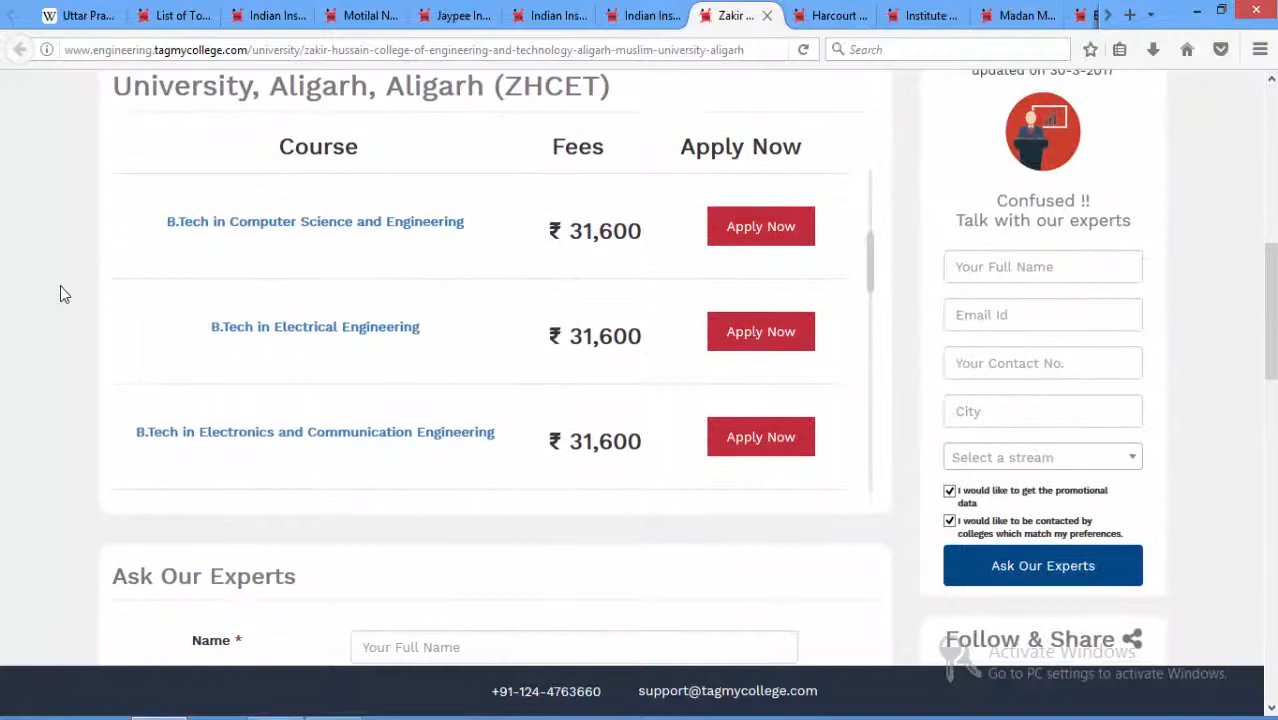 Uttar Pra...
List of To...
Indian Ins...
Motilal N...
Jaypee In...
Indian Ins...
Indian Ins...
Zakir ...
Harcourt ...
Institute ...
Madan M...
www.engineering.tagmycollege.com/university/zakir-hussain-college-of-engineering-and-technology-aligarh-muslim-university-aligarh
Search
University, Aligarh, Aligarh (ZHCET)
Course Fees Apply Now
B.Tech in Computer Science and Engineering ₹ 31,600 Apply Now
B.Tech in Electrical Engineering ₹ 31,600 Apply Now
B.Tech in Electronics and Communication Engineering ₹ 31,600 Apply Now
Ask Our Experts
Name * Your Full Name
updated on 30-3-2017
Confused !!
Talk with our experts
Your Full Name
Email Id
Your Contact No.
City
Select a stream
I would like to get the promotional
data
I would like to be contacted by
colleges which match my preferences.
Ask Our Experts
Follow & Share
Activate Windows
Go to PC settings to activate Windows.
+91-124-4763660 support@tagmycollege.com